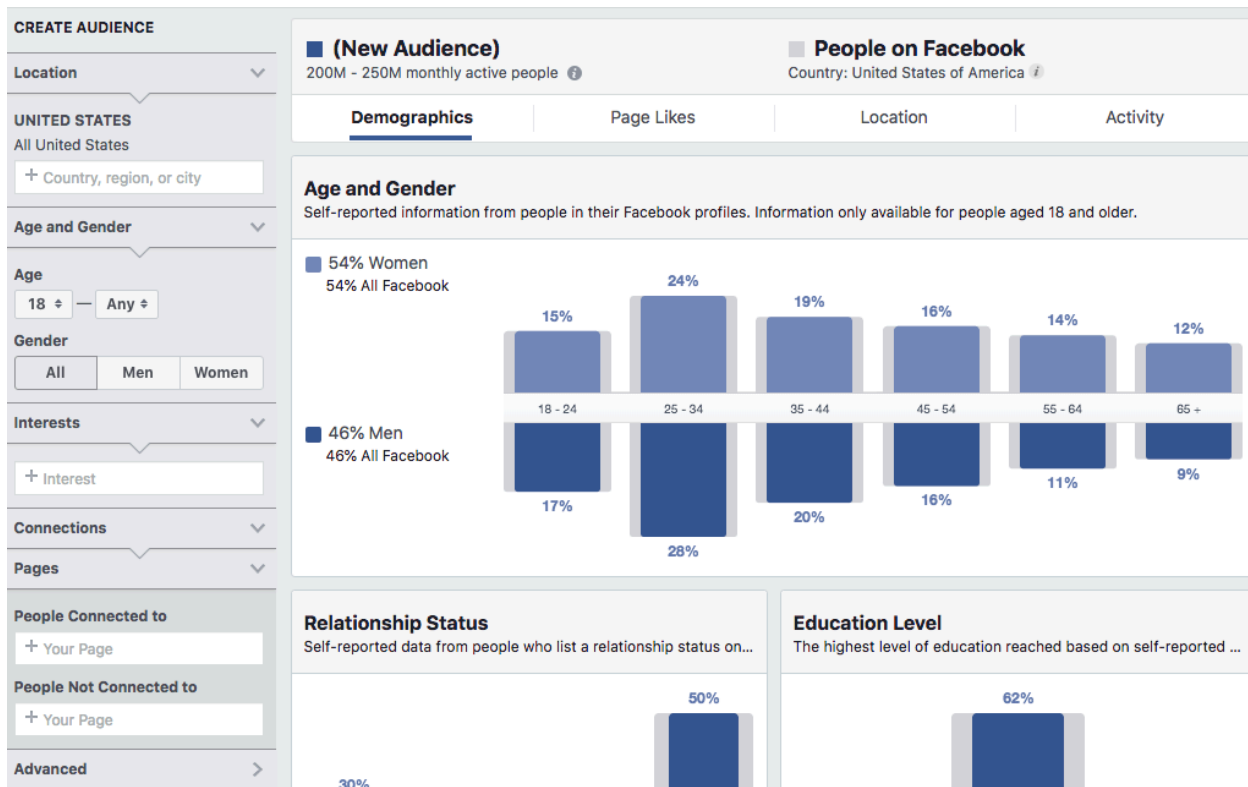 CREATE AUDIENCE
Location
UNITED STATES
All United States
+ Country, region, or city
Age and Gender
Age
18 — Any
Gender
All Men Women
Interests
+ Interest
Connections
Pages
People Connected to
+ Your Page
People Not Connected to
+ Your Page
Advanced
(New Audience)
200M - 250M monthly active people i
People on Facebook
Country: United States of America i
Demographics Page Likes Location Activity
Age and Gender
Self-reported information from people in their Facebook profiles. Information only available for people aged 18 and older.
54% Women
54% All Facebook
15% 24% 19% 16% 14% 12%
18 - 24 25 - 34 35 - 44 45 - 54 55 - 64 65 +
46% Men
46% All Facebook
17% 28% 20% 16% 11% 9%
Relationship Status
Self-reported data from people who list a relationship status on...
50%
30%
Education Level
The highest level of education reached based on self-reported ...
62%